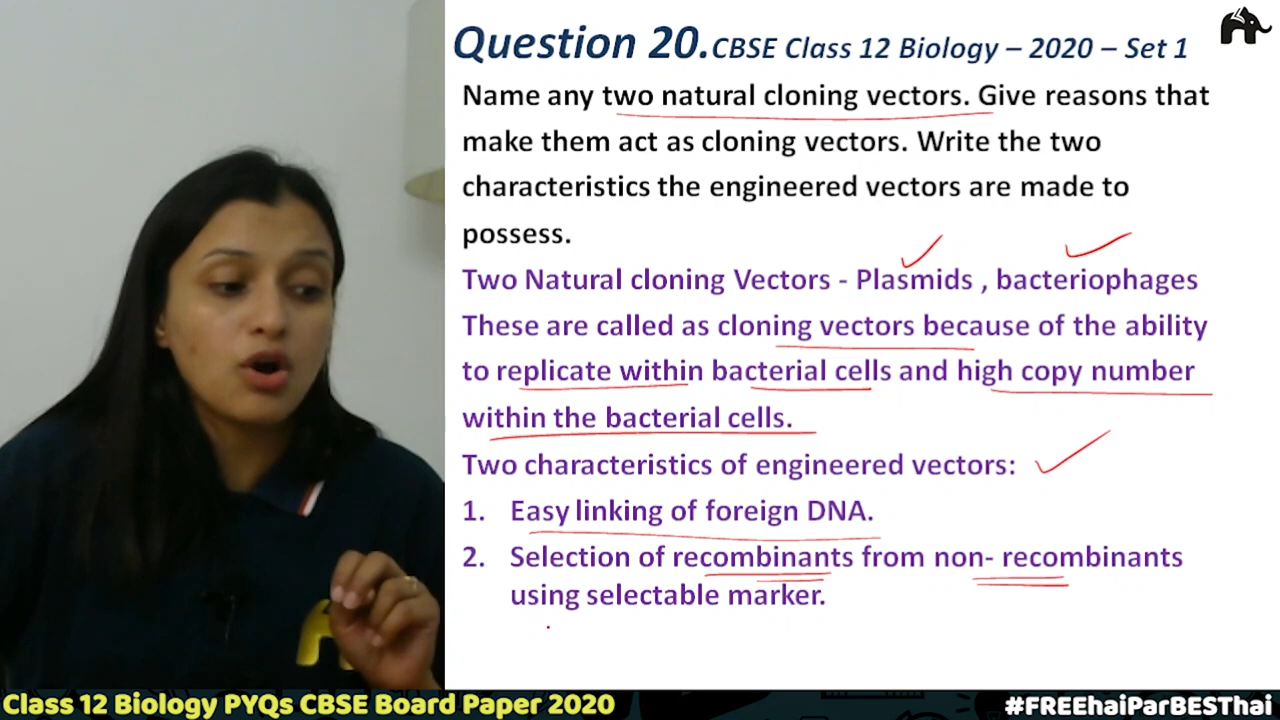 Question 20.CBSE Class 12 Biology – 2020 – Set 1
Name any two natural cloning vectors. Give reasons that
make them act as cloning vectors. Write the two
characteristics the engineered vectors are made to
possess.
Two Natural cloning Vectors - Plasmids , bacteriophages
These are called as cloning vectors because of the ability
to replicate within bacterial cells and high copy number
within the bacterial cells.
Two characteristics of engineered vectors:
1. Easy linking of foreign DNA.
2. Selection of recombinants from non- recombinants
using selectable marker.
Class 12 Biology PYQs CBSE Board Paper 2020
#FREEhaiParBESThai